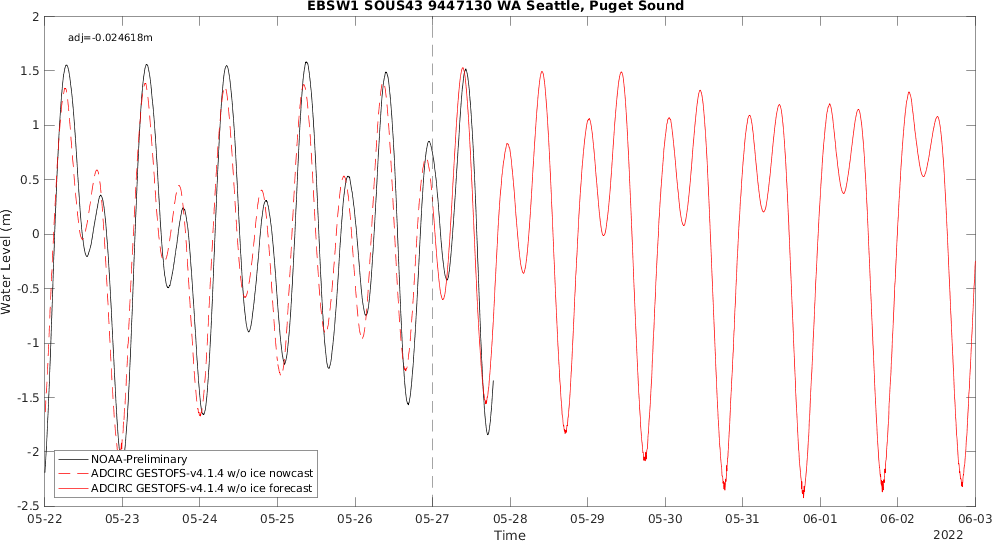 EBSW1 SOUS43 9447130 WA Seattle, Puget Sound
adj=-0.024618m
2
1.5
1
0.5
0
-0.5
-1
-1.5
-2
-2.5
Water Level (m)
NOAA-Preliminary
ADCIRC GESTOFS-v4.1.4 w/o ice nowcast
ADCIRC GESTOFS-v4.1.4 w/o ice forecast
05-22 05-23 05-24 05-25 05-26 05-27 05-28 05-29 05-30 05-31 06-01 06-02 06-03
Time
2022